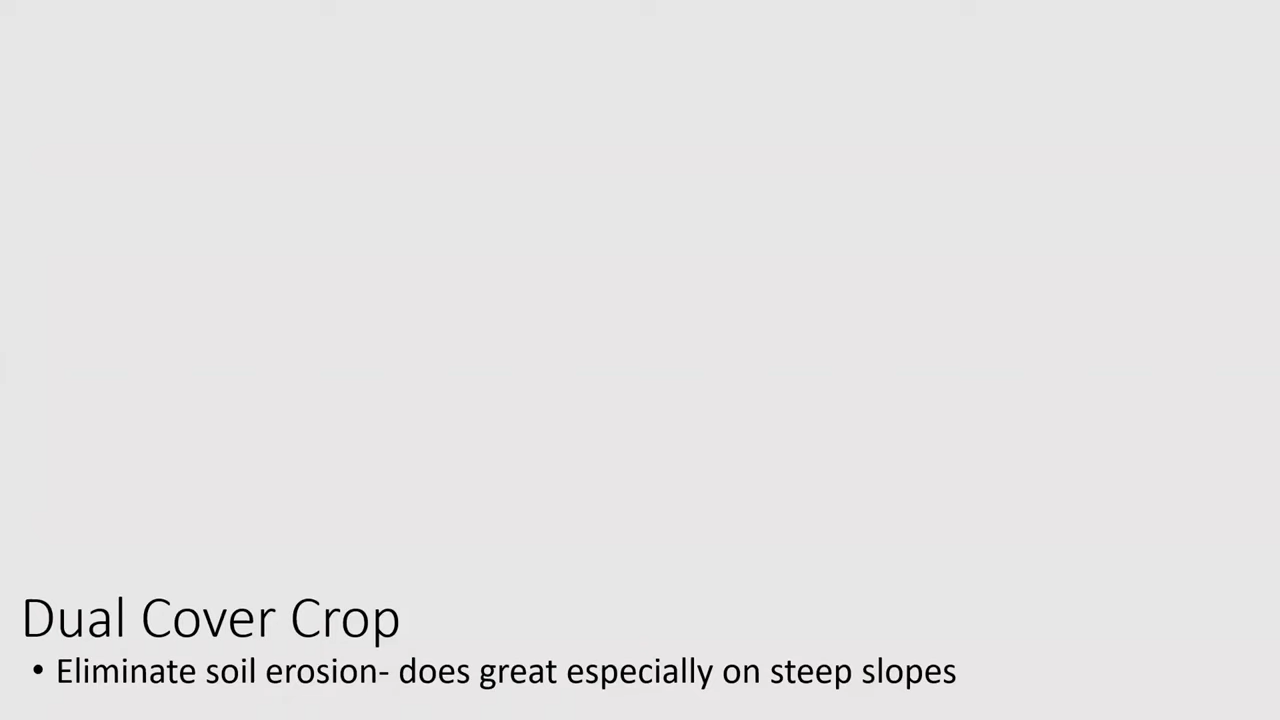 Dual Cover Crop
• Eliminate soil erosion- does great especially on steep slopes